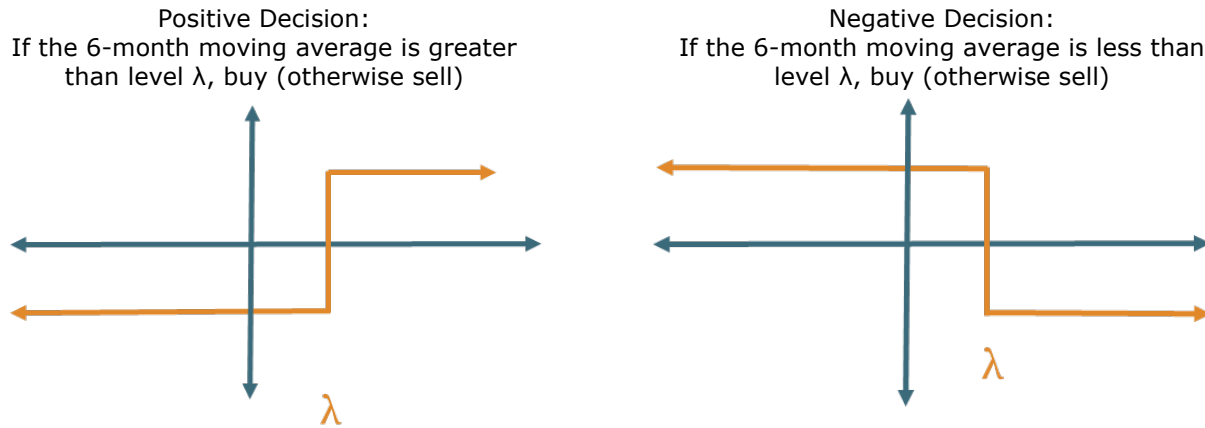 Positive Decision:
If the 6-month moving average is greater
than level λ, buy (otherwise sell)
λ
Negative Decision:
If the 6-month moving average is less than
level λ, buy (otherwise sell)
λ